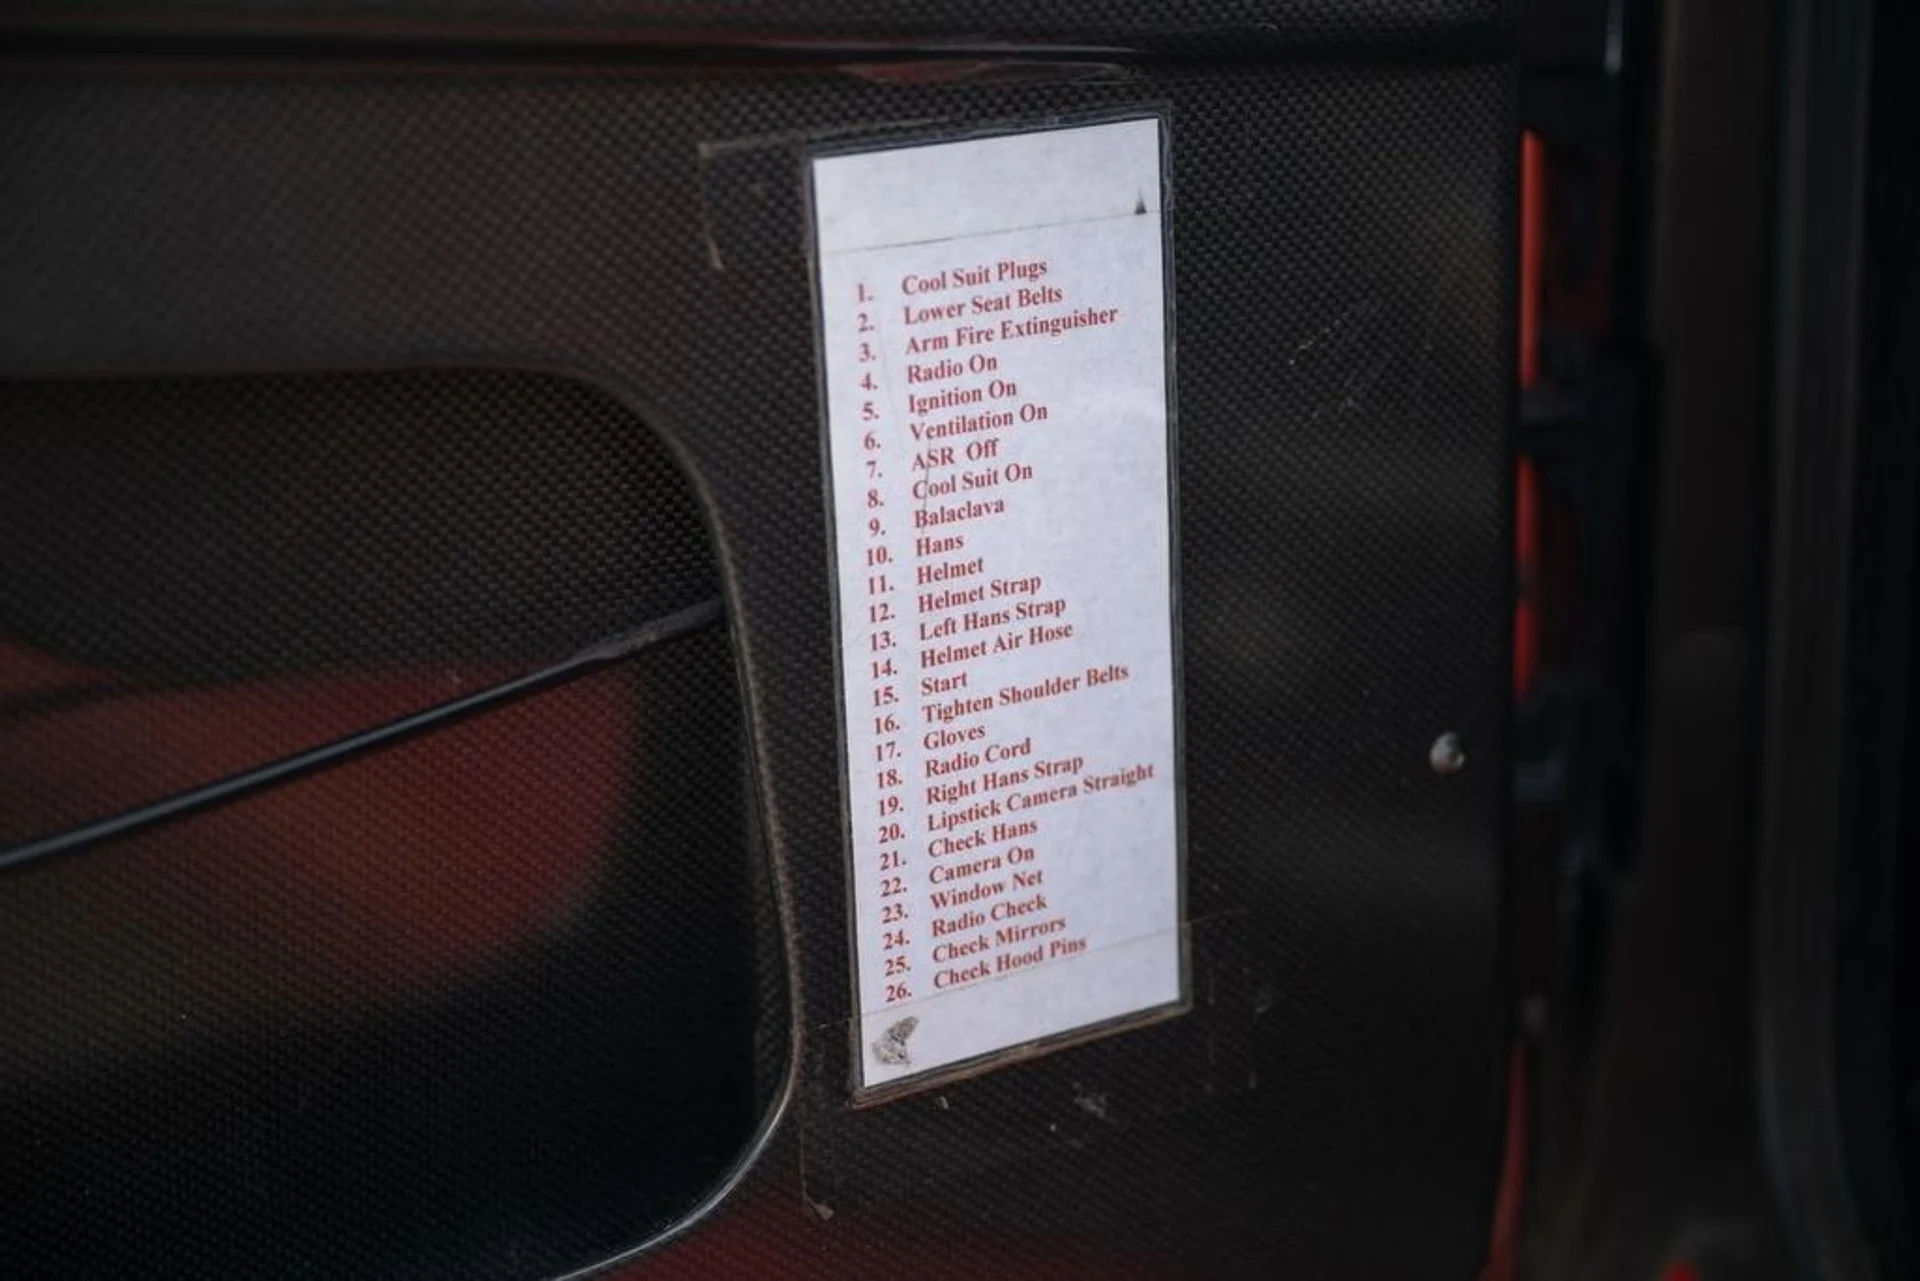 1. Cool Suit Plugs
2. Lower Seat Belts
3. Arm Fire Extinguisher
4. Radio On
5. Ignition On
6. Ventilation On
7. ASR Off
8. Cool Suit On
9. Balaclava
10. Hans
11. Helmet
12. Helmet Strap
13. Left Hans Strap
14. Helmet Air Hose
15. Start
16. Tighten Shoulder Belts
17. Gloves
18. Radio Cord
19. Right Hans Strap
20. Lipstick Camera Straight
21. Check Hans
22. Camera On
23. Window Net
24. Radio Check
25. Check Mirrors
26. Check Hood Pins